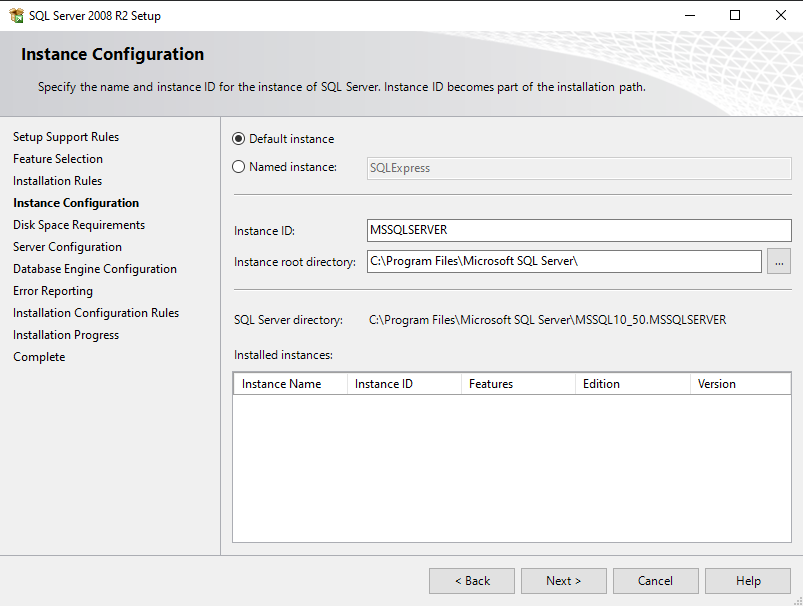 SQL Server 2008 R2 Setup
Instance Configuration
Specify the name and instance ID for the instance of SQL Server. Instance ID becomes part of the installation path.
Setup Support Rules
Feature Selection
Installation Rules
Instance Configuration
Disk Space Requirements
Server Configuration
Database Engine Configuration
Error Reporting
Installation Configuration Rules
Installation Progress
Complete
Default instance
Named instance: SQLExpress
Instance ID: MSSQLSERVER
Instance root directory: C:\Program Files\Microsoft SQL Server\ ...
SQL Server directory: C:\Program Files\Microsoft SQL Server\MSSQL10_50.MSSQLSERVER
Installed instances:
Instance Name Instance ID Features Edition Version
< Back Next > Cancel Help